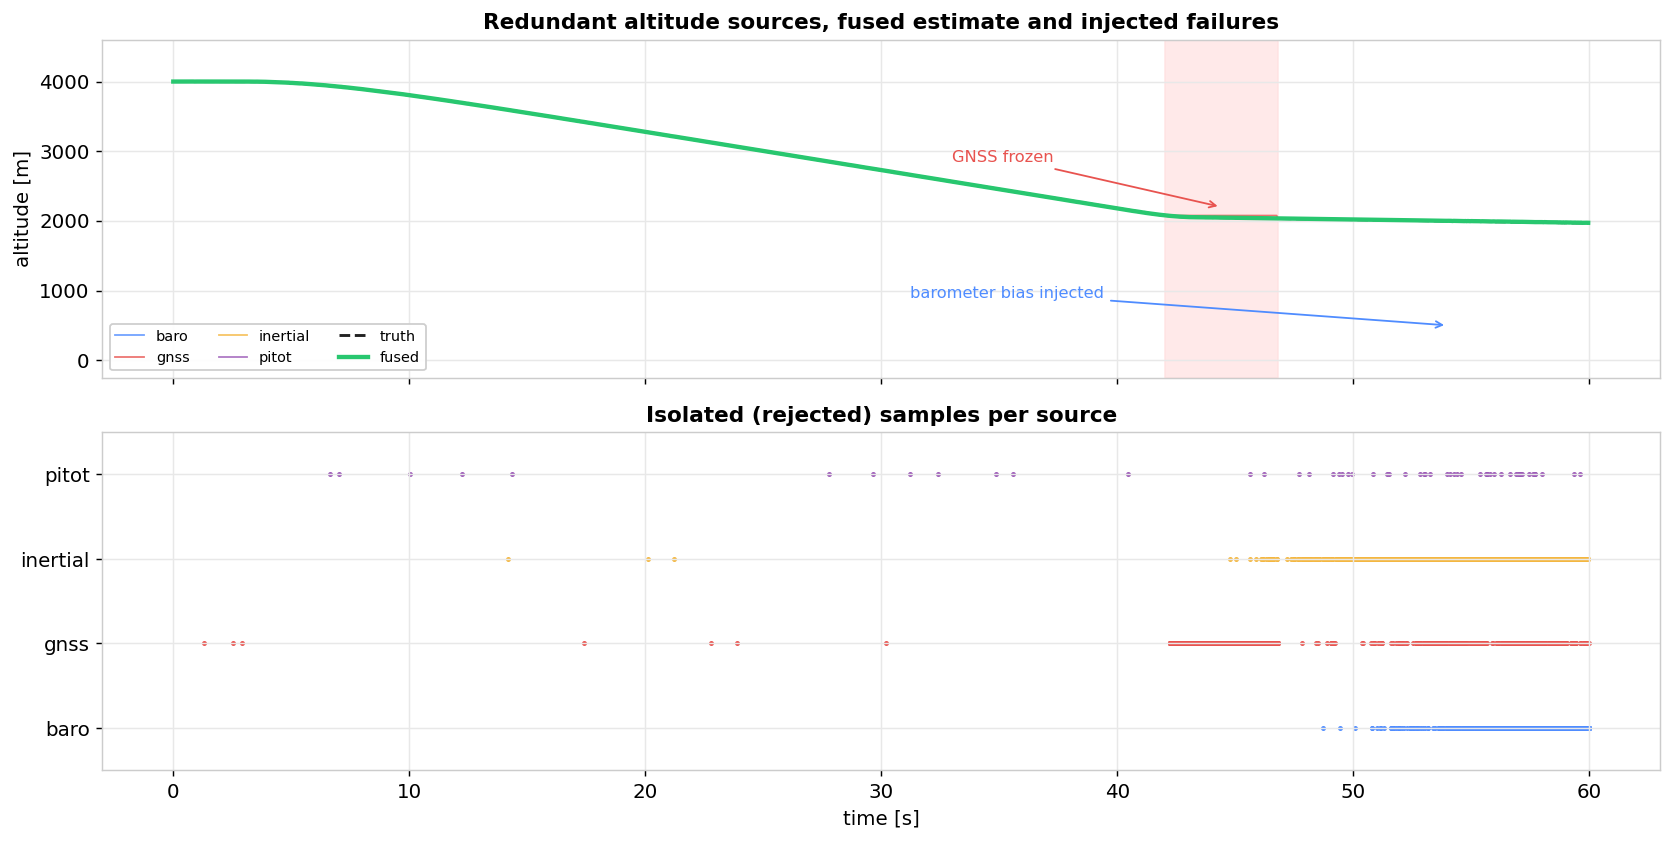 Redundant altitude sources, fused estimate and injected failures
altitude [m]
4000
3000
2000
1000
0
GNSS frozen
barometer bias injected
baro
gnss
inertial
pitot
truth
fused
Isolated (rejected) samples per source
pitot
inertial
gnss
baro
0
10
20
30
40
50
60
time [s]